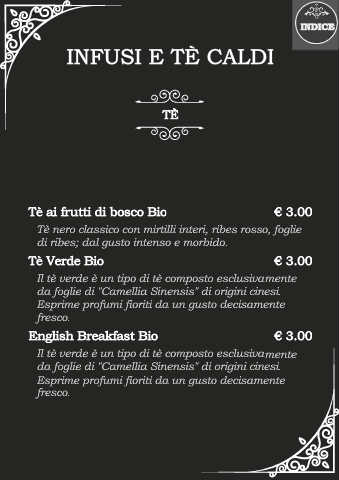 INDICE
INFUSI E TÈ CALDI
TÈ
Tè ai frutti di bosco Bio € 3.00
Tè nero classico con mirtilli interi, ribes rosso, foglie
di ribes; dal gusto intenso e morbido.
Tè Verde Bio € 3.00
Il tè verde è un tipo di tè composto esclusivamente
da foglie di "Camellia Sinensis" di origini cinesi.
Esprime profumi fioriti da un gusto decisamente
fresco.
English Breakfast Bio € 3.00
Il tè verde è un tipo di tè composto esclusivamente
da foglie di "Camellia Sinensis" di origini cinesi.
Esprime profumi fioriti da un gusto decisamente
fresco.